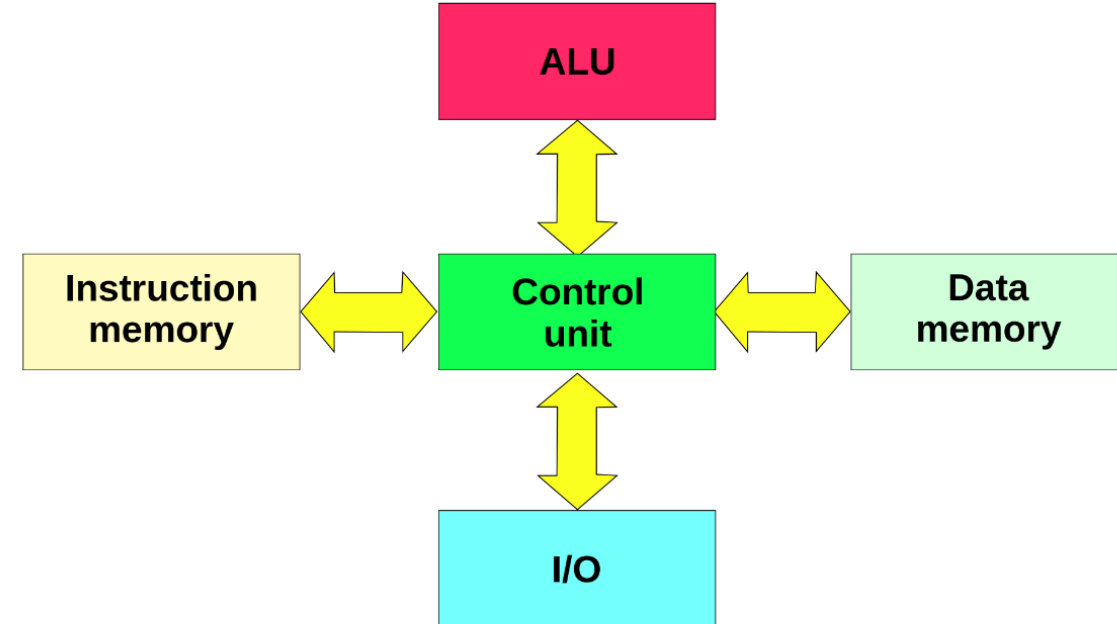 ALU
Instruction
memory
Control
unit
Data
memory
I/O